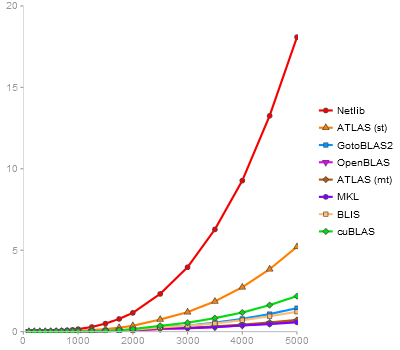 20
15
10
5
0
0 1000 2000 3000 4000 5000
Netlib
ATLAS (st)
GotoBLAS2
OpenBLAS
ATLAS (mt)
MKL
BLIS
cuBLAS